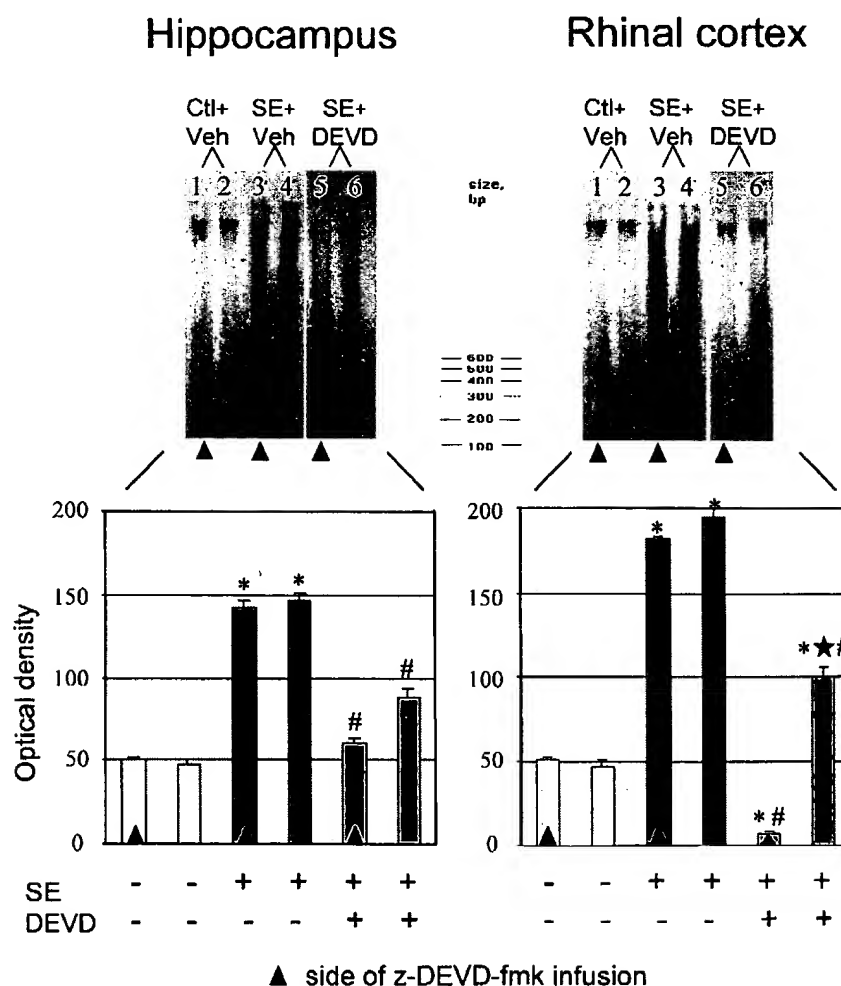 Hippocampus Rhinal cortex
Ctl+ SE+ SE+ Ctl+ SE+ SE+
Veh Veh DEVD Veh Veh DEVD
1 2 3 4 5 6 size, 1 2 3 4 5 6
bp
600
500
400
300
200
100
200 200
* *
* *
150 150
# # *★#
100 100
50 50
*#
0 0
Optical density
SE - - + + + + - - + + + +
DEVD - - - - + + - - - - + +
▲ side of z-DEVD-fmk infusion